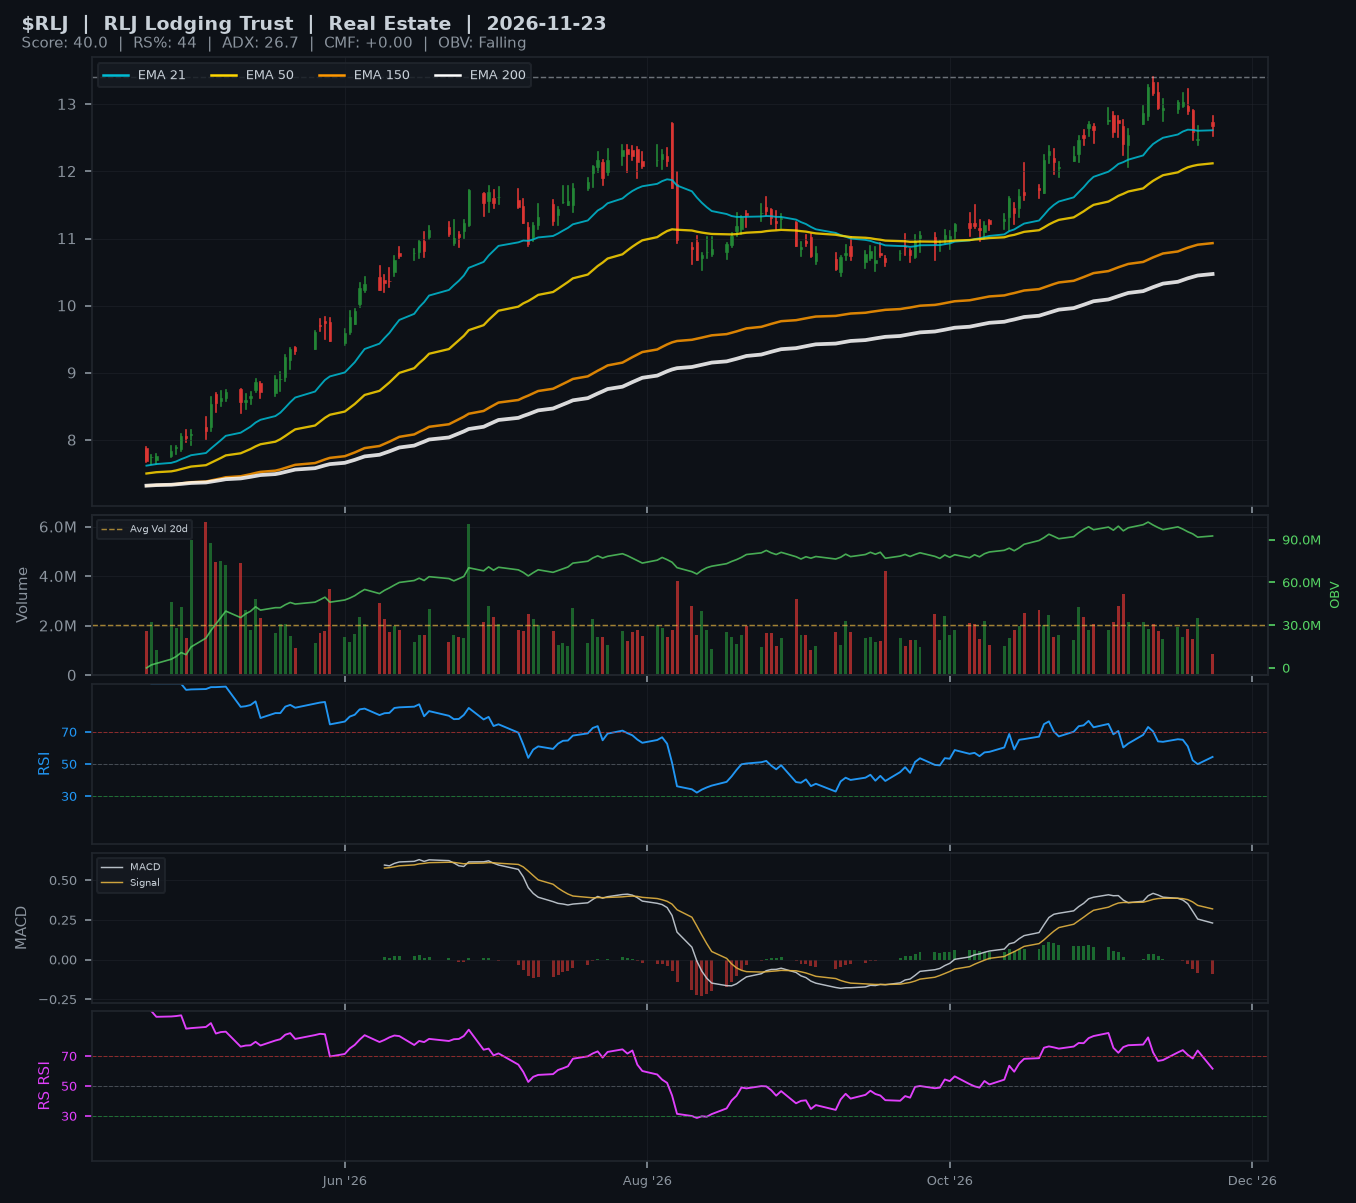 $RLJ | RLJ Lodging Trust | Real Estate | 2026-11-23
Score: 40.0 | RS%: 44 | ADX: 26.7 | CMF: +0.00 | OBV: Falling
EMA 21 EMA 50 EMA 150 EMA 200
13
12
11
10
9
8
Avg Vol 20d
6.0M
4.0M
2.0M
0
Volume
90.0M
60.0M
30.0M
0
OBV
70
50
30
RSI
MACD
Signal
0.50
0.25
0.00
−0.25
MACD
70
50
30
RS RSI
Jun '26 Aug '26 Oct '26 Dec '26